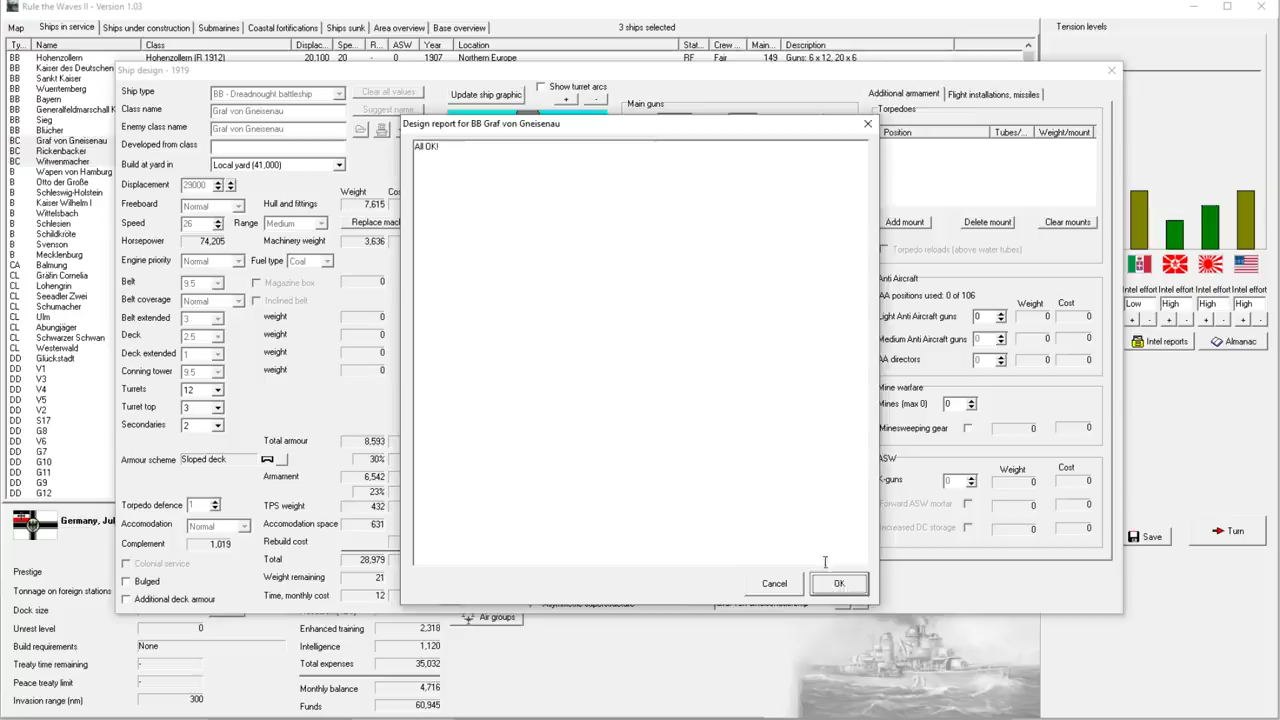 Rule the Waves II - Version 1.03
Map Ships in service Ships under construction Submarines Coastal fortifications Ships sunk Area overview Base overview 3 ships selected
Ty... Name Class Displac... Spe... R... ASW Year Location Stat... Crew ... Main... Description
BB Hohenzollern Hohenzollern (R 1912) 20,100 20 - 0 1907 Northern Europe RF Fair 149 Guns: 6 x 12, 20 x 6
BB Kaiser des Deutschen
BB Sankt Kaiser
BB Wuerttemberg
BB Bayern
BB Generalfeldmarschall K
BB Sieg
BB Blücher
BC Graf von Gneisenau
BC Rickenbacker
BC Witwenmacher
B Wapen von Hamburg
B Otto der Große
B Schleswig-Holstein
B Kaiser Wilhelm I
B Wittelsbach
B Schlesien
B Schildkröte
B Svenson
B Mecklenburg
CA Balmung
CL Gräfin Cornelia
CL Lohengrin
CL Seeadler Zwei
CL Schumacher
CL Ulm
CL Abungjäger
CL Schwarzer Schwan
CL Westerwald
DD Glückstadt
DD V1
DD V3
DD V4
DD V5
DD V2
DD S17
DD G8
DD V6
DD G7
DD G10
DD G11
DD G9
DD G12
Ship design - 1919
Ship type BB - Dreadnought battleship Clear all values
Class name Graf von Gneisenau Suggest name
Enemy class name Graf von Gneisenau
Developed from class
Build at yard in Local yard (41,000)
Update ship graphic Show turret arcs
+ -
Main guns
Displacement 29000 Weight Cos
Freeboard Normal Hull and fittings 7,615
Speed 26 Range Medium Replace mach
Horsepower 74,205 Machinery weight 3,636
Engine priority Normal Fuel type Coal
Belt 9.5 Magazine box 0
Belt coverage Normal Inclined belt
Belt extended 3 weight 0
Deck 2.5 weight 0
Deck extended 1 weight 0
Conning tower 9.5 weight 0
Turrets 12
Turret top 3
Secondaries 2
Total armour 8,593
30%
Armour scheme Sloped deck
Armament 6,542
23%
Torpedo defence 1 TPS weight 432
Accomodation Normal Accomodation space 631
Complement 1,019 Rebuild cost
Colonial service Total 28,979
Bulged Weight remaining 21
Additional deck armour Time, monthly cost 12
Design report for BB Graf von Gneisenau
All OK!
Cancel OK
Additional armament Flight installations, missiles
Torpedoes
Position Tubes/... Weight/mount
Add mount Delete mount Clear mounts
Torpedo reloads (above water tubes)
Anti Aircraft
AA positions used: 0 of 106
Weight Cost
Light Anti Aircraft guns 0 0 0
Medium Anti Aircraft guns 0 0 0
AA directors 0 0 0
Mine warfare
Mines (max 0) 0 0 0
Minesweeping gear 0 0
ASW Weight Cost
K-guns 0 0 0
Forward ASW mortar 0 0
Increased DC storage 0 0
Tension levels
Intel effort Intel effort Intel effort Intel effort
Low High High High
+ - + - + - + -
Intel reports Almanac
Save Turn
Germany, Jul
Prestige
Tonnage on foreign stations
Dock size
Unrest level 0
Build requirements None
Treaty time remaining -
Peace treaty limit -
Invasion range (nm) 300
Enhanced training 2,318
Intelligence 1,120
Total expenses 35,032
Monthly balance 4,716
Funds 60,945
Air groups